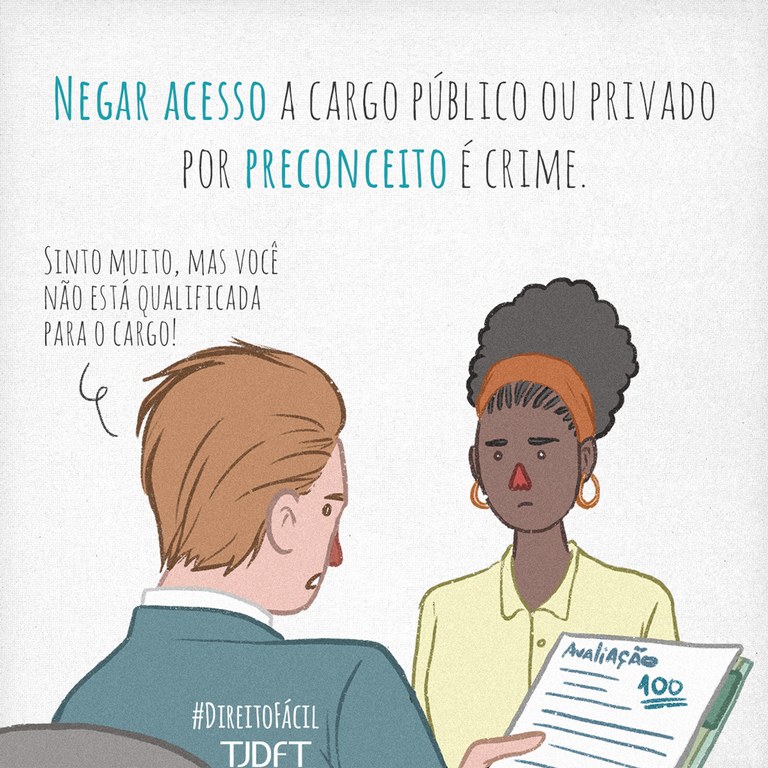 Negar acesso a cargo público ou privado
por preconceito é crime.
Sinto muito, mas você
não está qualificada
para o cargo!
Avaliação
100
#DireitoFácil
TJDFT